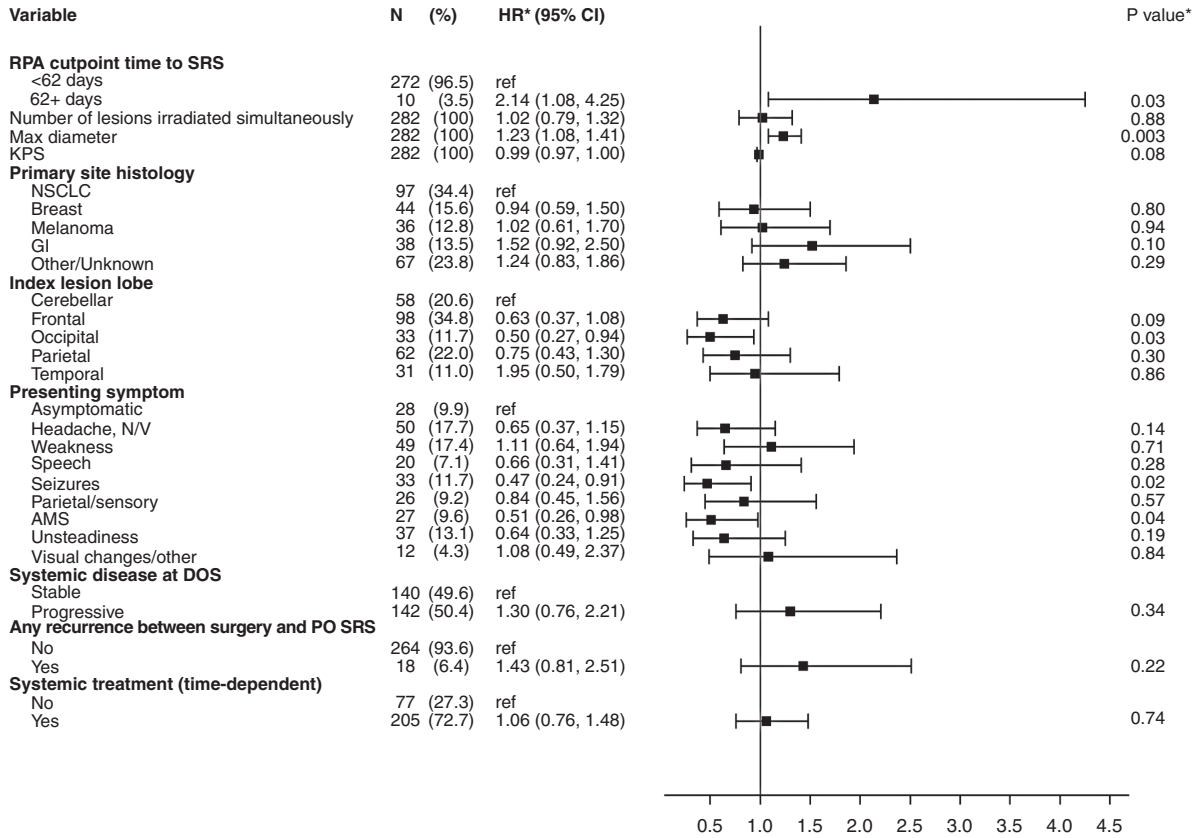 Variable N (%) HR* (95% CI) P value*
RPA cutpoint time to SRS
<62 days 272 (96.5) ref
62+ days 10 (3.5) 2.14 (1.08, 4.25) 0.03
Number of lesions irradiated simultaneously 282 (100) 1.02 (0.79, 1.32) 0.88
Max diameter 282 (100) 1.23 (1.08, 1.41) 0.003
KPS 282 (100) 0.99 (0.97, 1.00) 0.08
Primary site histology
NSCLC 97 (34.4) ref
Breast 44 (15.6) 0.94 (0.59, 1.50) 0.80
Melanoma 36 (12.8) 1.02 (0.61, 1.70) 0.94
GI 38 (13.5) 1.52 (0.92, 2.50) 0.10
Other/Unknown 67 (23.8) 1.24 (0.83, 1.86) 0.29
Index lesion lobe
Cerebellar 58 (20.6) ref
Frontal 98 (34.8) 0.63 (0.37, 1.08) 0.09
Occipital 33 (11.7) 0.50 (0.27, 0.94) 0.03
Parietal 62 (22.0) 0.75 (0.43, 1.30) 0.30
Temporal 31 (11.0) 1.95 (0.50, 1.79) 0.86
Presenting symptom
Asymptomatic 28 (9.9) ref
Headache, N/V 50 (17.7) 0.65 (0.37, 1.15) 0.14
Weakness 49 (17.4) 1.11 (0.64, 1.94) 0.71
Speech 20 (7.1) 0.66 (0.31, 1.41) 0.28
Seizures 33 (11.7) 0.47 (0.24, 0.91) 0.02
Parietal/sensory 26 (9.2) 0.84 (0.45, 1.56) 0.57
AMS 27 (9.6) 0.51 (0.26, 0.98) 0.04
Unsteadiness 37 (13.1) 0.64 (0.33, 1.25) 0.19
Visual changes/other 12 (4.3) 1.08 (0.49, 2.37) 0.84
Systemic disease at DOS
Stable 140 (49.6) ref
Progressive 142 (50.4) 1.30 (0.76, 2.21) 0.34
Any recurrence between surgery and PO SRS
No 264 (93.6) ref
Yes 18 (6.4) 1.43 (0.81, 2.51) 0.22
Systemic treatment (time-dependent)
No 77 (27.3) ref
Yes 205 (72.7) 1.06 (0.76, 1.48) 0.74
0.5 1.0 1.5 2.0 2.5 3.0 3.5 4.0 4.5